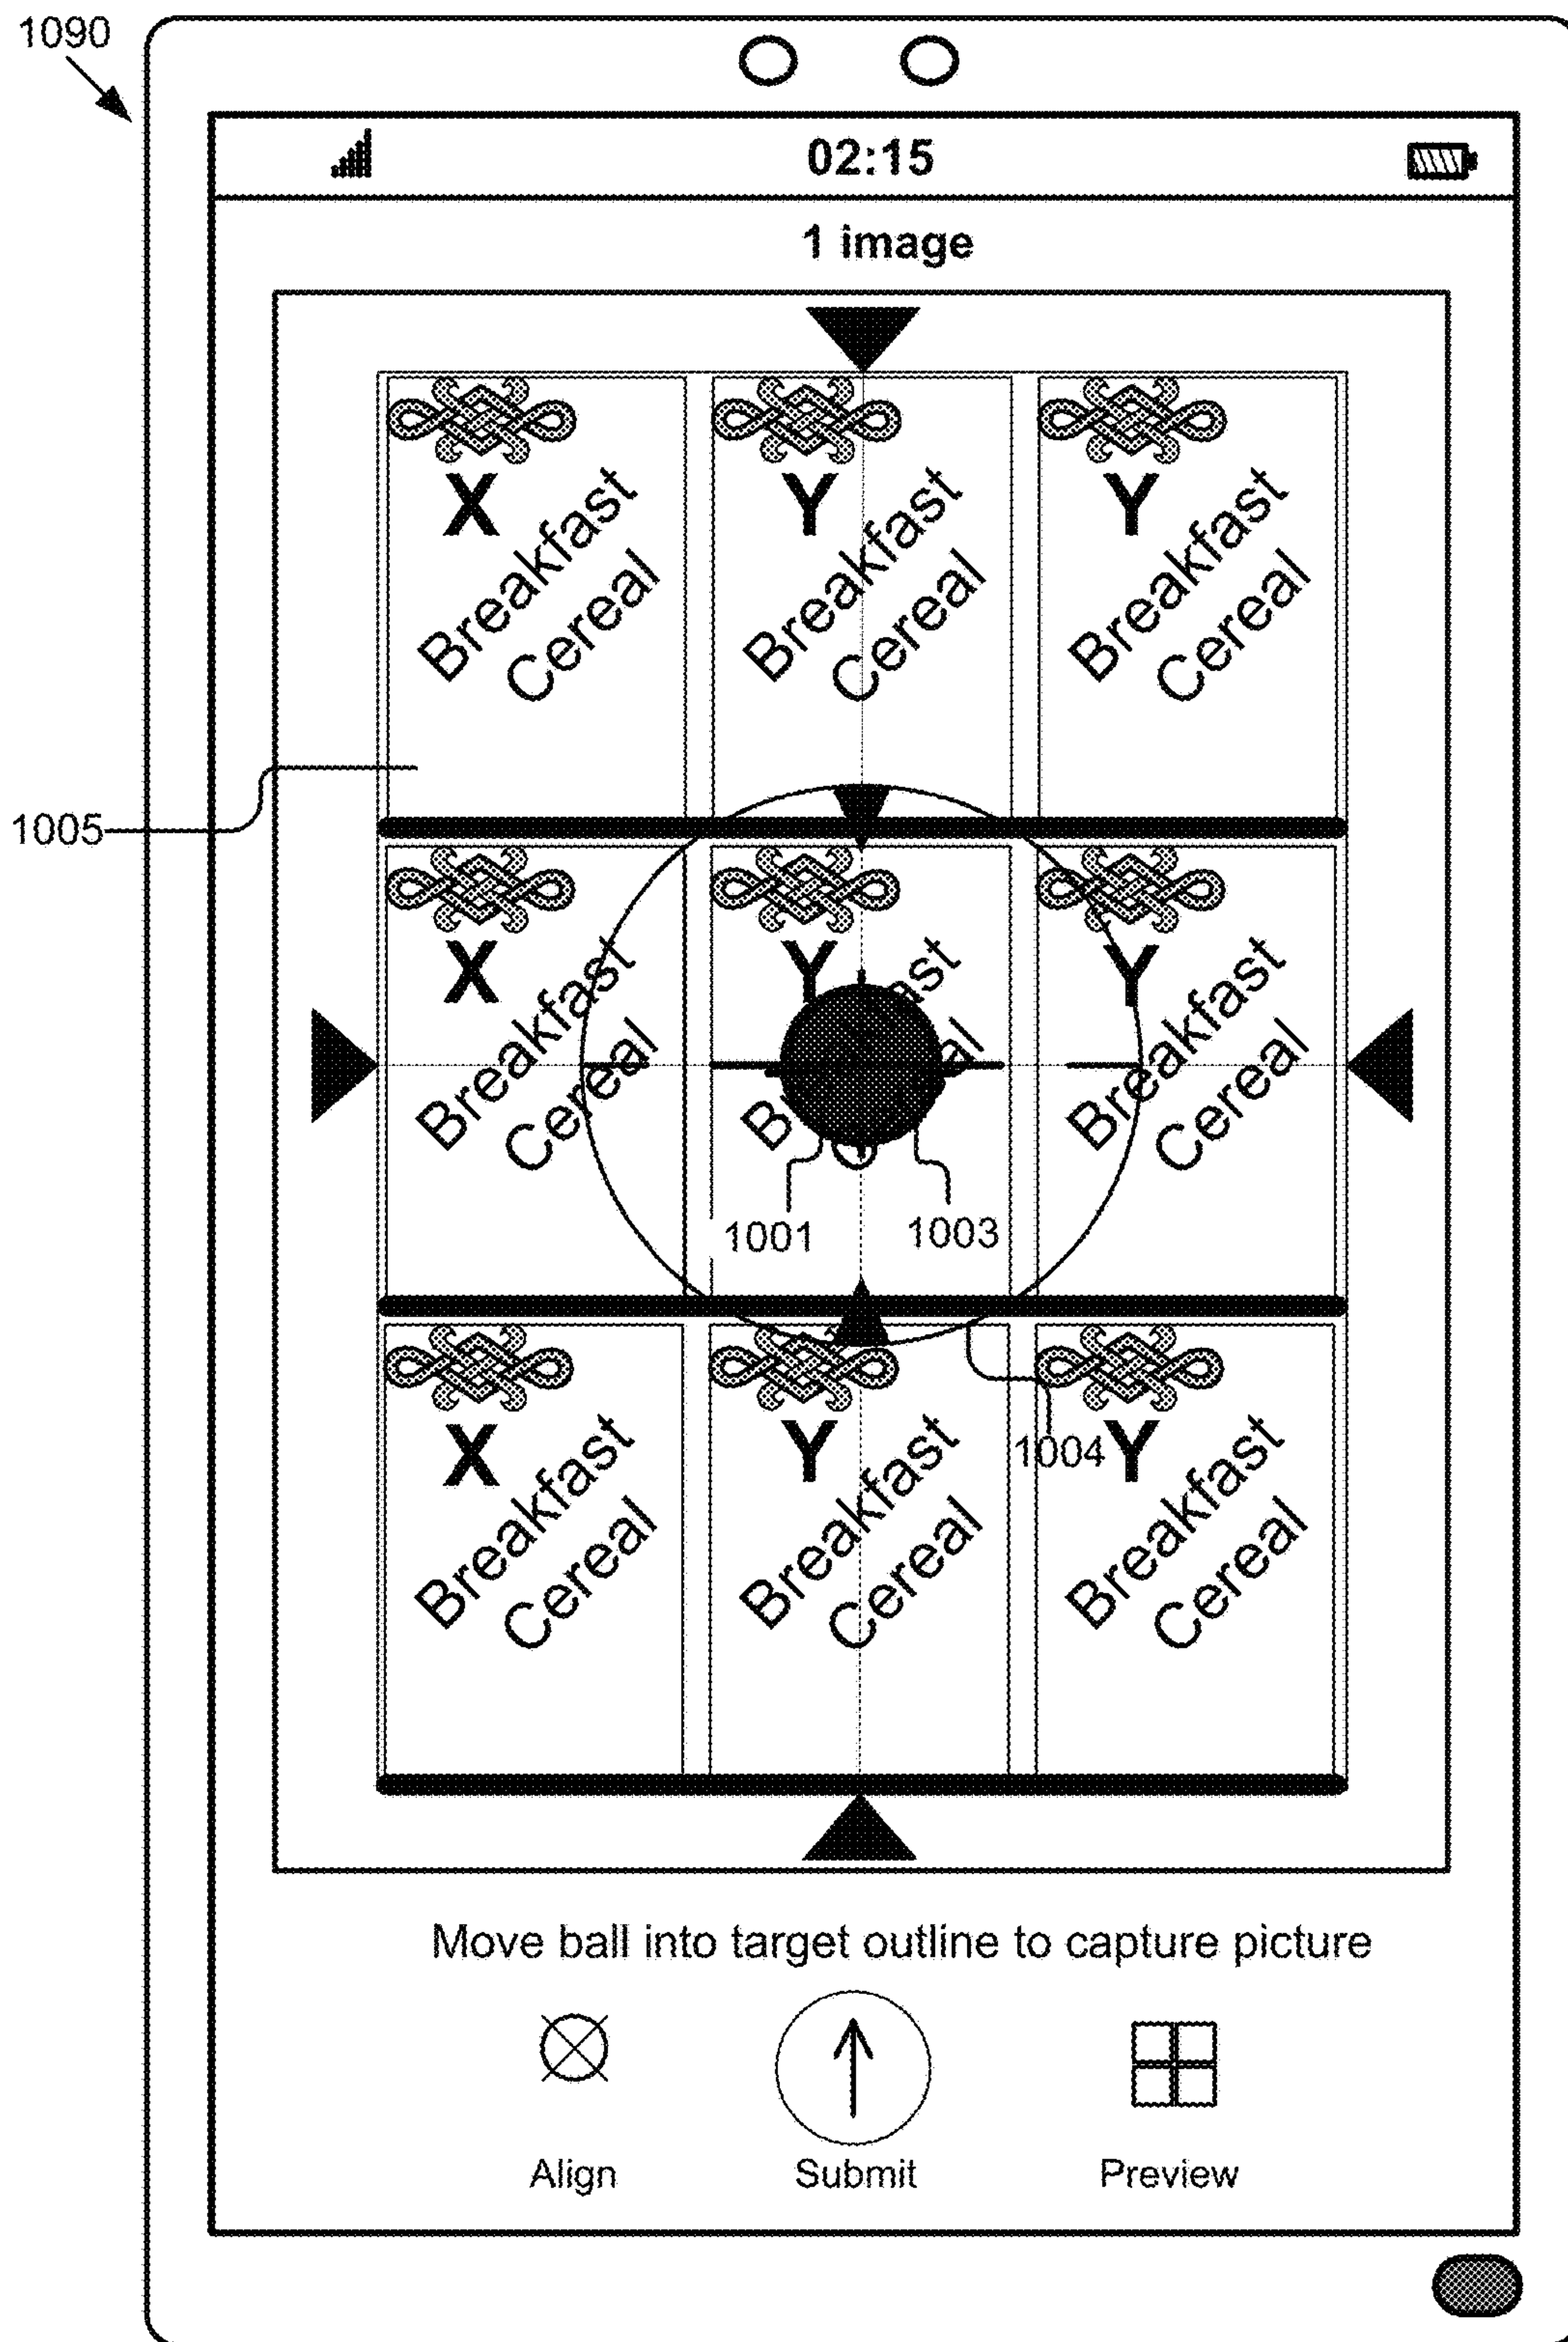 1090
02:15
1 image
X
Breakfast
Cereal
Y
Breakfast
Cereal
Y
Breakfast
Cereal
1005
X
Breakfast
Cereal
Y
Y
Breakfast
Cereal
1001
1003
X
Breakfast
Cereal
Y
Breakfast
Cereal
1004
Y
Breakfast
Cereal
Move ball into target outline to capture picture
Align
Submit
Preview